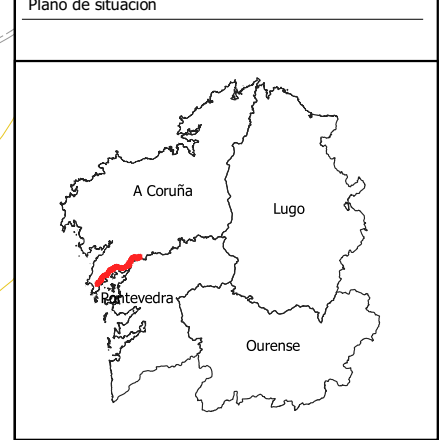 Plano de situación
A Coruña
Lugo
Pontevedra
Ourense